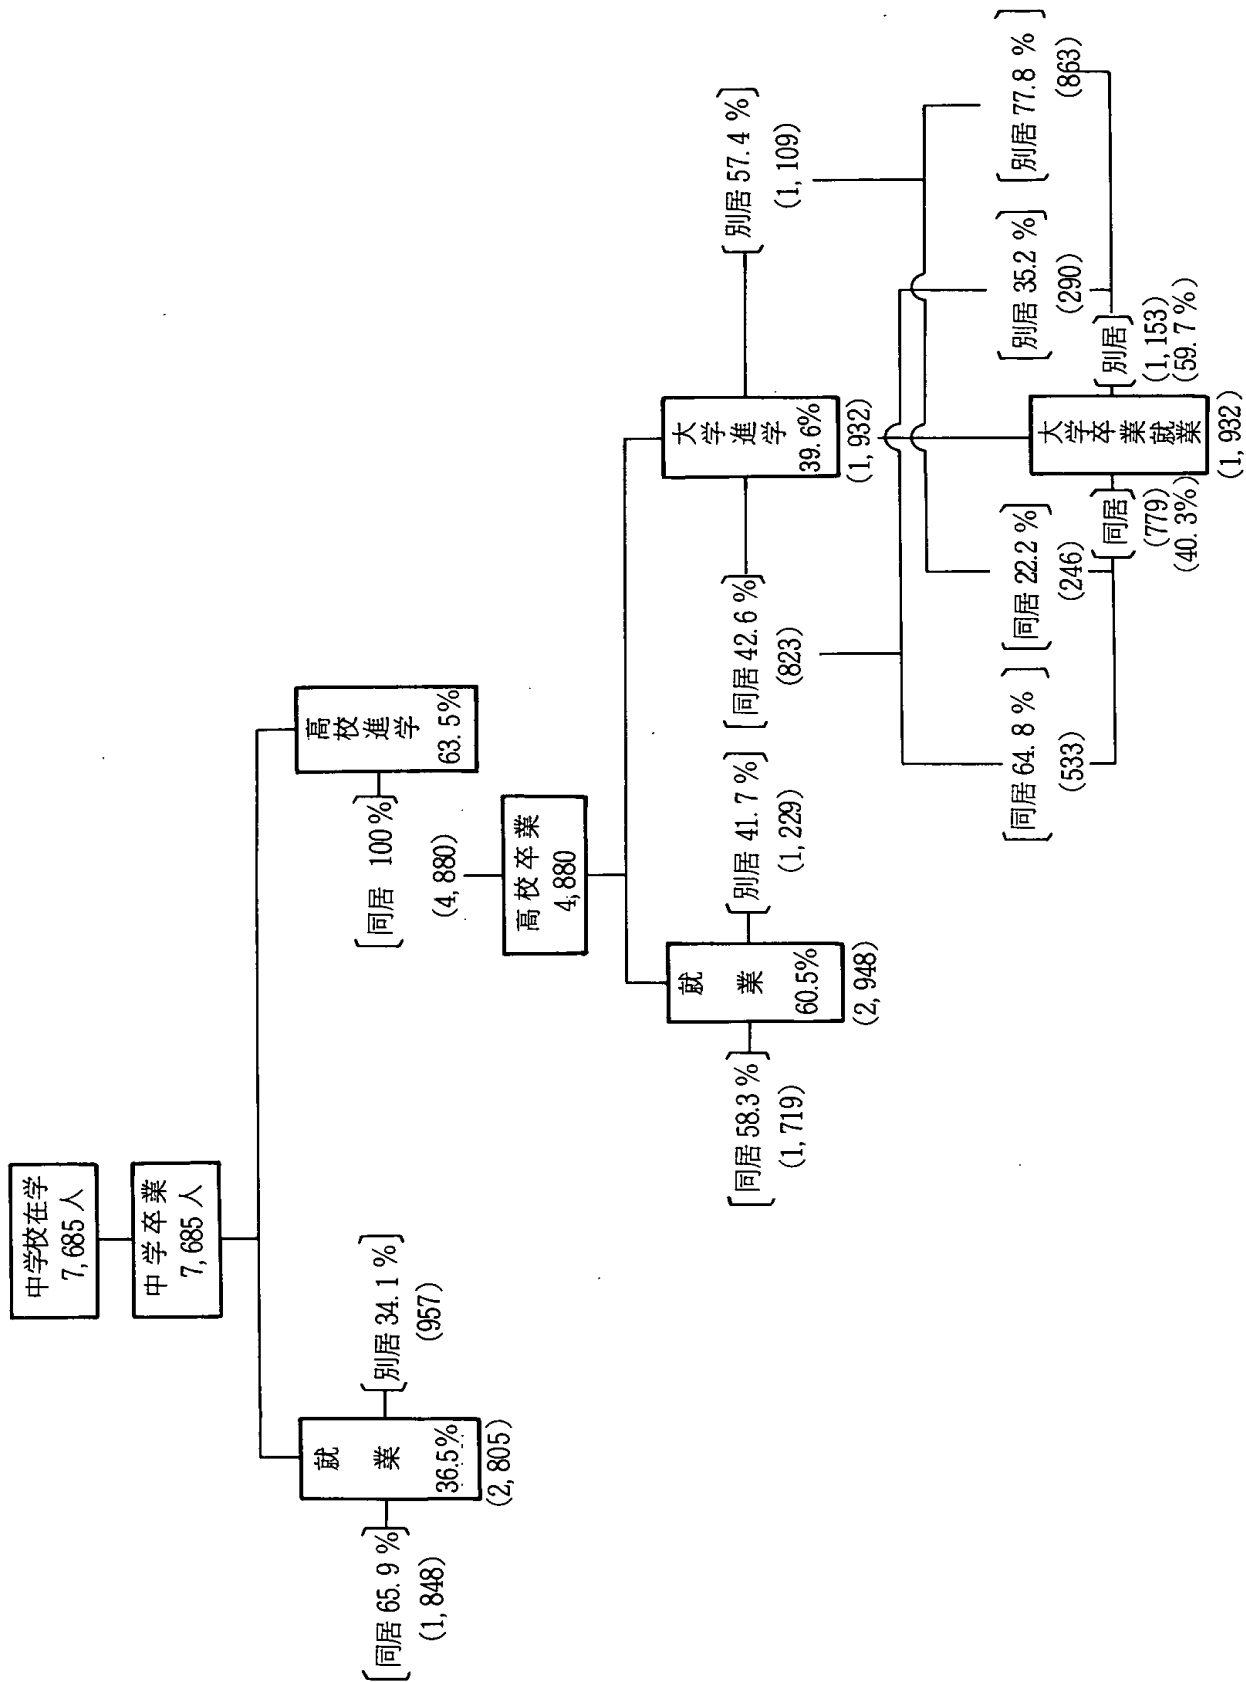 中学校在学
7,685 人
中 学 卒 業
7,685 人
就 業
36.5%
(2,805)
[同居 65.9 %]
(1,848)
[別居 34.1 %]
(957)
高校進学
63.5%
[同居 100%]
(4,880)
高 校 卒 業
4,880
就 業
60.5%
(2,948)
[同居 58.3 %]
(1,719)
[別居 41.7 %]
(1,229)
大学進学
39.6%
(1,932)
[同居 42.6 %]
(823)
[別居 57.4 %]
(1,109)
[同居 64.8 %]
(533)
[同居 22.2 %]
(246)
[別居 35.2 %]
(290)
[別居 77.8 %]
(863)
[同居]
(779)
(40.3%)
大学卒業就業
(1,932)
[別居]
(1,153)
(59.7 %)